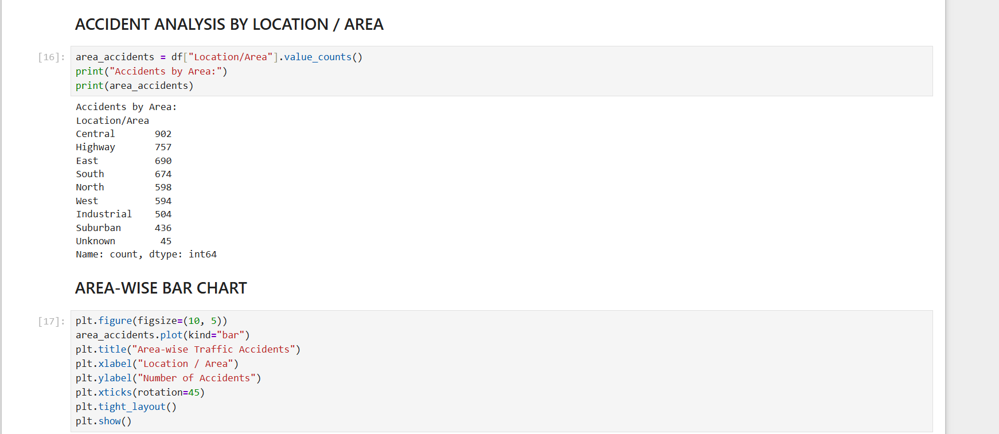 ACCIDENT ANALYSIS BY LOCATION / AREA
[16]: area_accidents = df["Location/Area"].value_counts()
print("Accidents by Area:")
print(area_accidents)
Accidents by Area:
Location/Area
Central       902
Highway       757
East          690
South         674
North         598
West          594
Industrial    504
Suburban      436
Unknown        45
Name: count, dtype: int64
AREA-WISE BAR CHART
[17]: plt.figure(figsize=(10, 5))
area_accidents.plot(kind="bar")
plt.title("Area-wise Traffic Accidents")
plt.xlabel("Location / Area")
plt.ylabel("Number of Accidents")
plt.xticks(rotation=45)
plt.tight_layout()
plt.show()